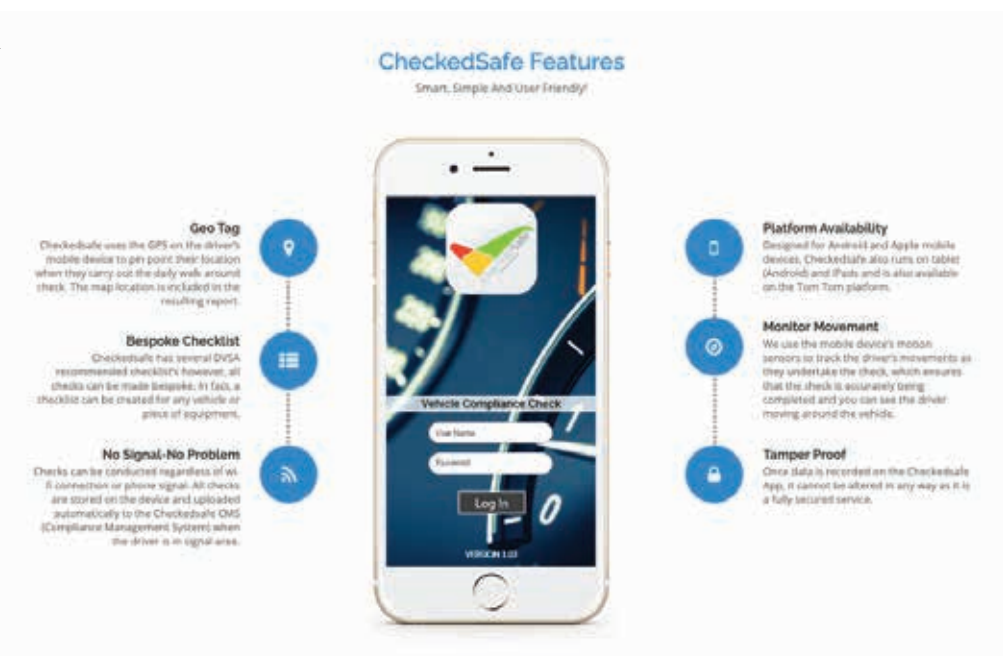 CheckedSafe Features
Smart, Simple And User Friendly!
Geo Tag
Checkedsafe uses the GPS on the driver's
mobile device to pin point their location
when they carry out the daily walk around
check. The map location is included in the
resulting report.
Bespoke Checklist
Checkedsafe has several DVSA
recommended checklist's however, all
checks can be made bespoke. In fact, a
checklist can be created for any vehicle or
piece of equipment.
No Signal-No Problem
Checks can be conducted regardless of wi-
fi connection or phone signal. All checks
are stored on the device and uploaded
automatically to the Checkedsafe CMS
(Compliance Management System) when
the driver is in signal area.
Vehicle Compliance Check
User Name
Password
Log In
VERSION 1.03
Platform Availability
Designed for Android and Apple mobile
devices, Checkedsafe also runs on tablet
(Android) and iPads and is also available
on the Tom Tom platform.
Monitor Movement
We use the mobile device's motion
sensors to track the driver's movements as
they undertake the check, which ensures
that the check is accurately being
completed and you can see the driver
moving around the vehicle.
Tamper Proof
Once data is recorded on the Checkedsafe
App, it cannot be altered in any way as it is
a fully secured service.